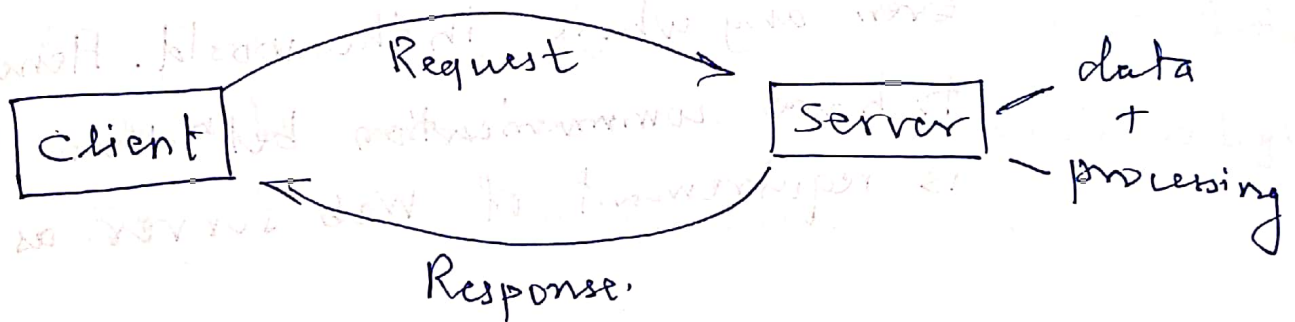 Request
data
Client
Server
+
processing
Response.